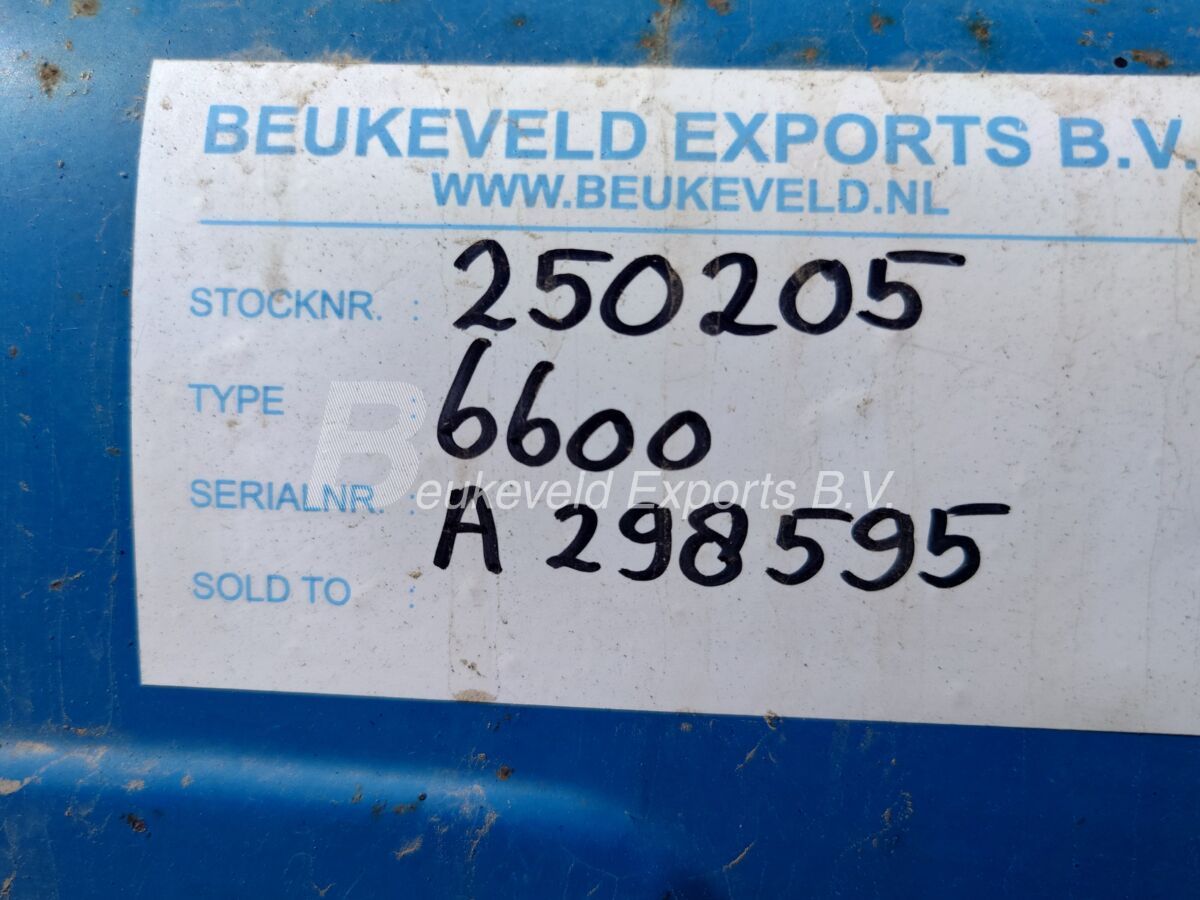 BEUKEVELD EXPORTS B.V.
WWW.BEUKEVELD.NL
STOCKNR. : 250205
TYPE : 6600
Beukeveld Exports B.V.
SERIALNR. : A 298595
SOLD TO :